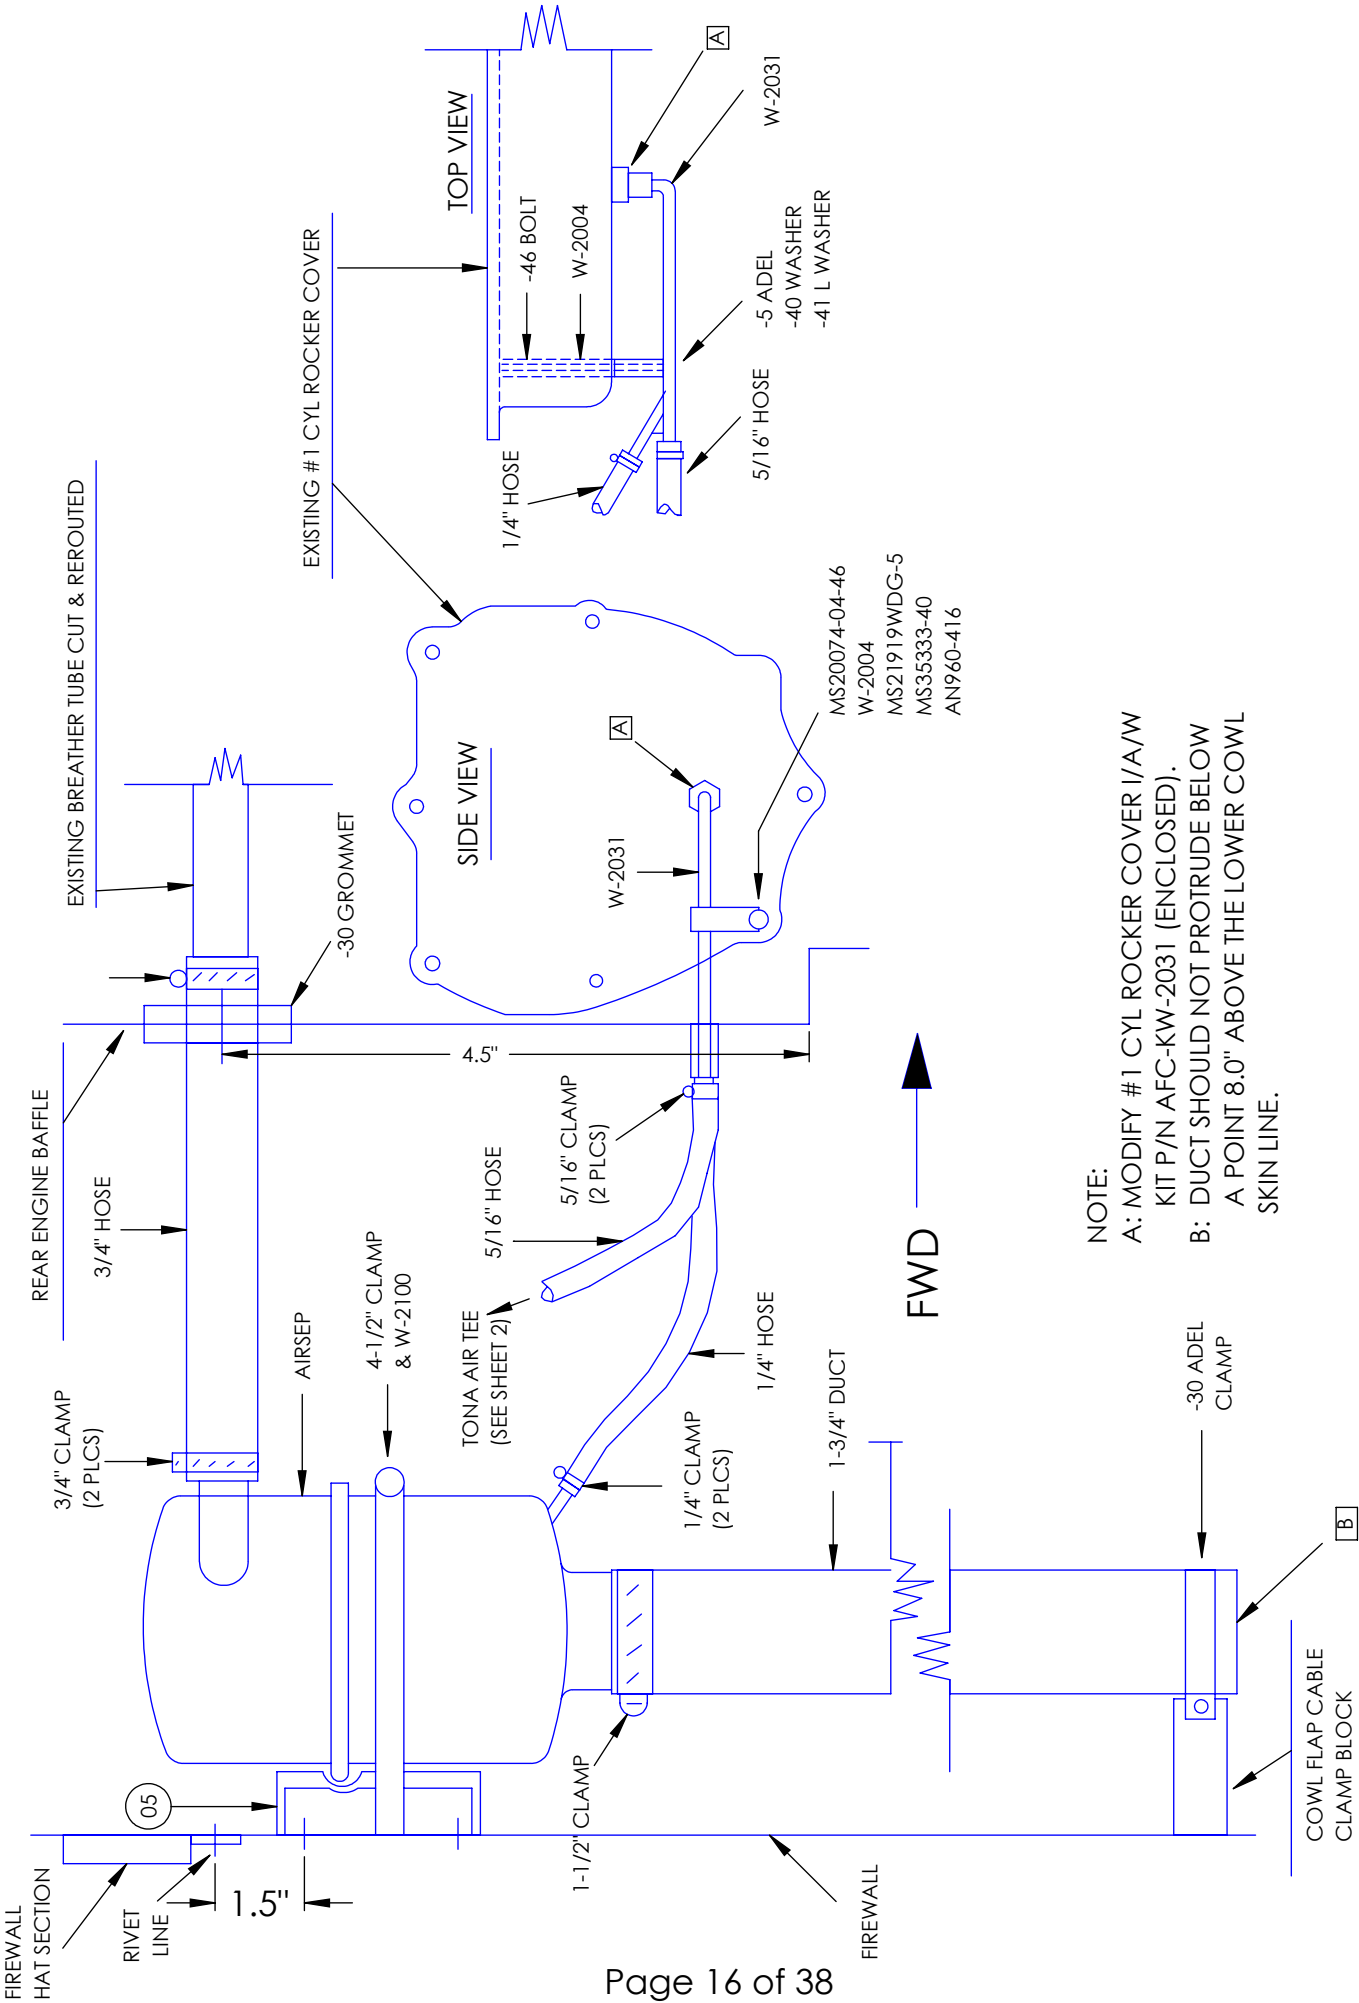 FIREWALL
HAT SECTION
RIVET
LINE
1.5"
05
3/4" CLAMP
(2 PLCS)
REAR ENGINE BAFFLE
3/4" HOSE
EXISTING BREATHER TUBE CUT & REROUTED
-30 GROMMET
AIRSEP
4-1/2" CLAMP
& W-2100
TONA AIR TEE
(SEE SHEET 2)
5/16" HOSE
5/16" CLAMP
(2 PLCS)
4.5"
1/4" HOSE
1/4" CLAMP
(2 PLCS)
1-1/2" CLAMP
1-3/4" DUCT
FIREWALL
-30 ADEL
CLAMP
B
COWL FLAP CABLE
CLAMP BLOCK
FWD
EXISTING #1 CYL ROCKER COVER
SIDE VIEW
A
W-2031
MS20074-04-46
W-2004
MS21919WDG-5
MS35333-40
AN960-416
TOP VIEW
-46 BOLT
W-2004
A
W-2031
-5 ADEL
-40 WASHER
-41 L WASHER
1/4" HOSE
5/16" HOSE
NOTE:
A: MODIFY #1 CYL ROCKER COVER I/A/W
KIT P/N AFC-KW-2031 (ENCLOSED).
B: DUCT SHOULD NOT PROTRUDE BELOW
A POINT 8.0" ABOVE THE LOWER COWL
SKIN LINE.
Page 16 of 38